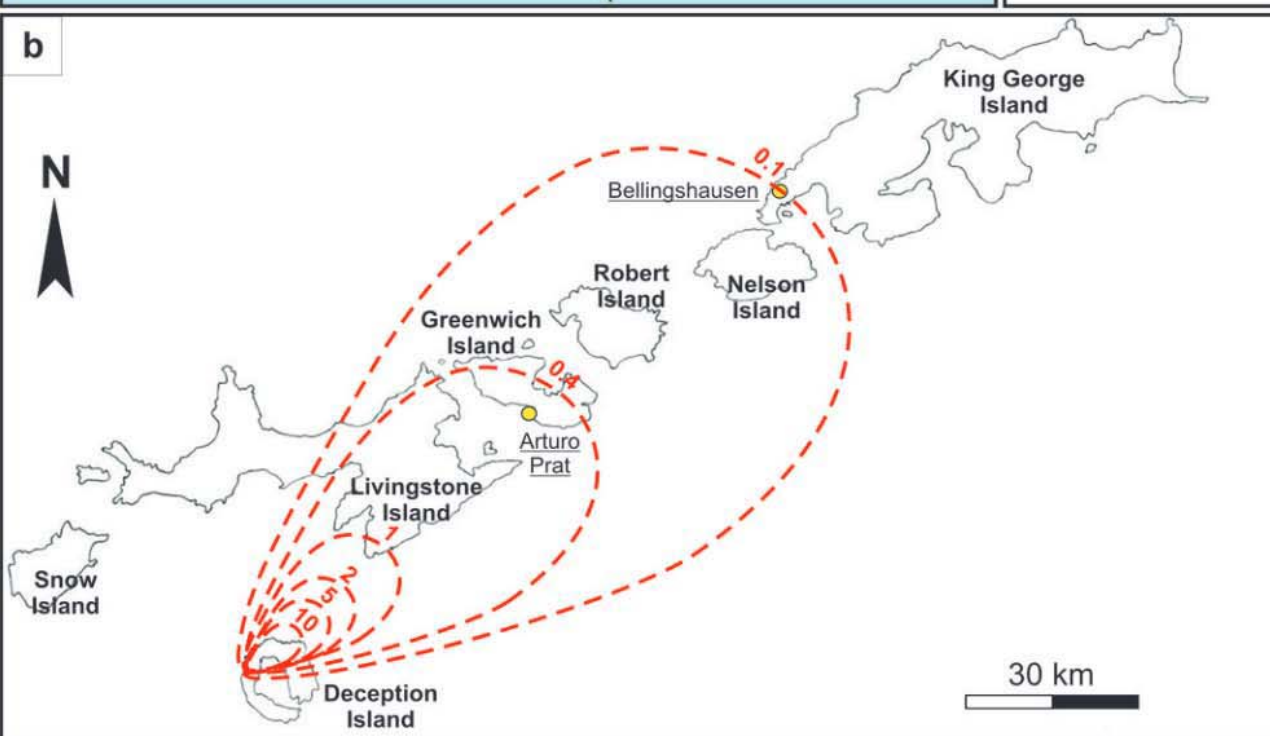 b
King George
Island
N
0.1
Bellingshausen
Robert
Island
Nelson
Island
Greenwich
Island
0.4
Arturo
Prat
Livingstone
Island
1
2
5
10
Snow
Island
Deception
Island
30 km